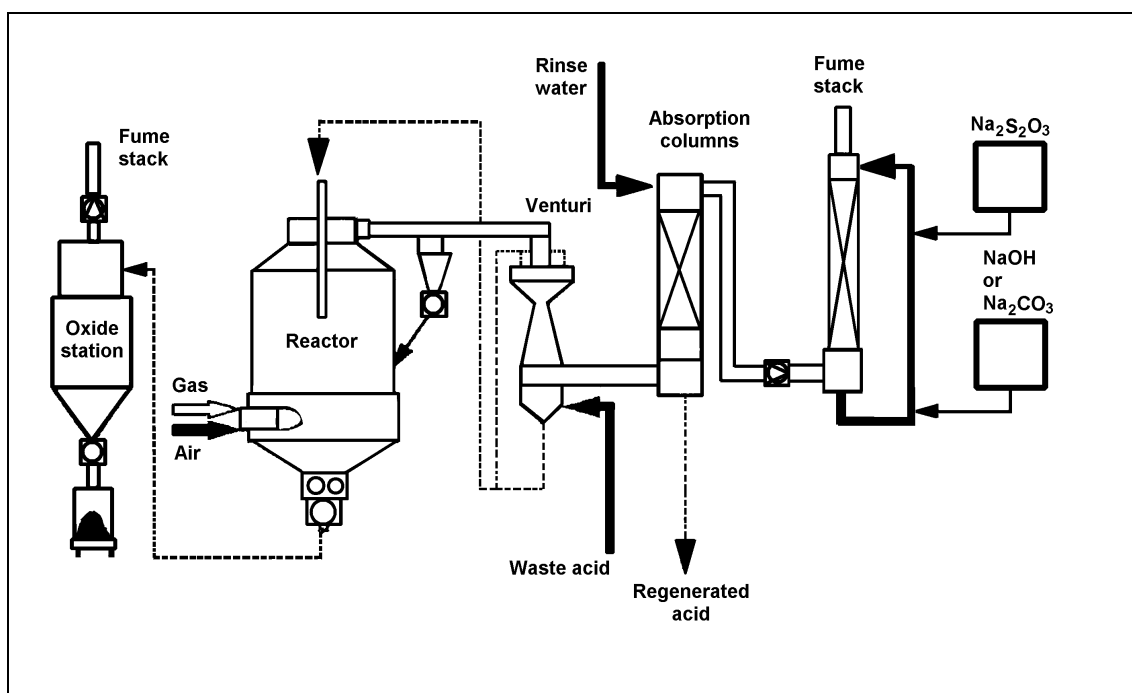 Rinse
water
Fume
stack
Absorption
columns
Na₂S₂O₃
Fume
stack
Venturi
NaOH
or
Na₂CO₃
Oxide
station
Reactor
Gas
Air
Waste acid
Regenerated
acid